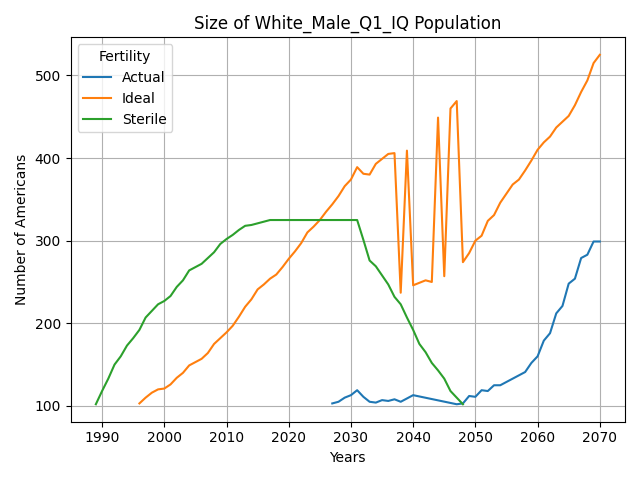 Size of White_Male_Q1_IQ Population
Number of Americans
500
400
300
200
100
Fertility
Actual
Ideal
Sterile
1990 2000 2010 2020 2030 2040 2050 2060 2070
Years